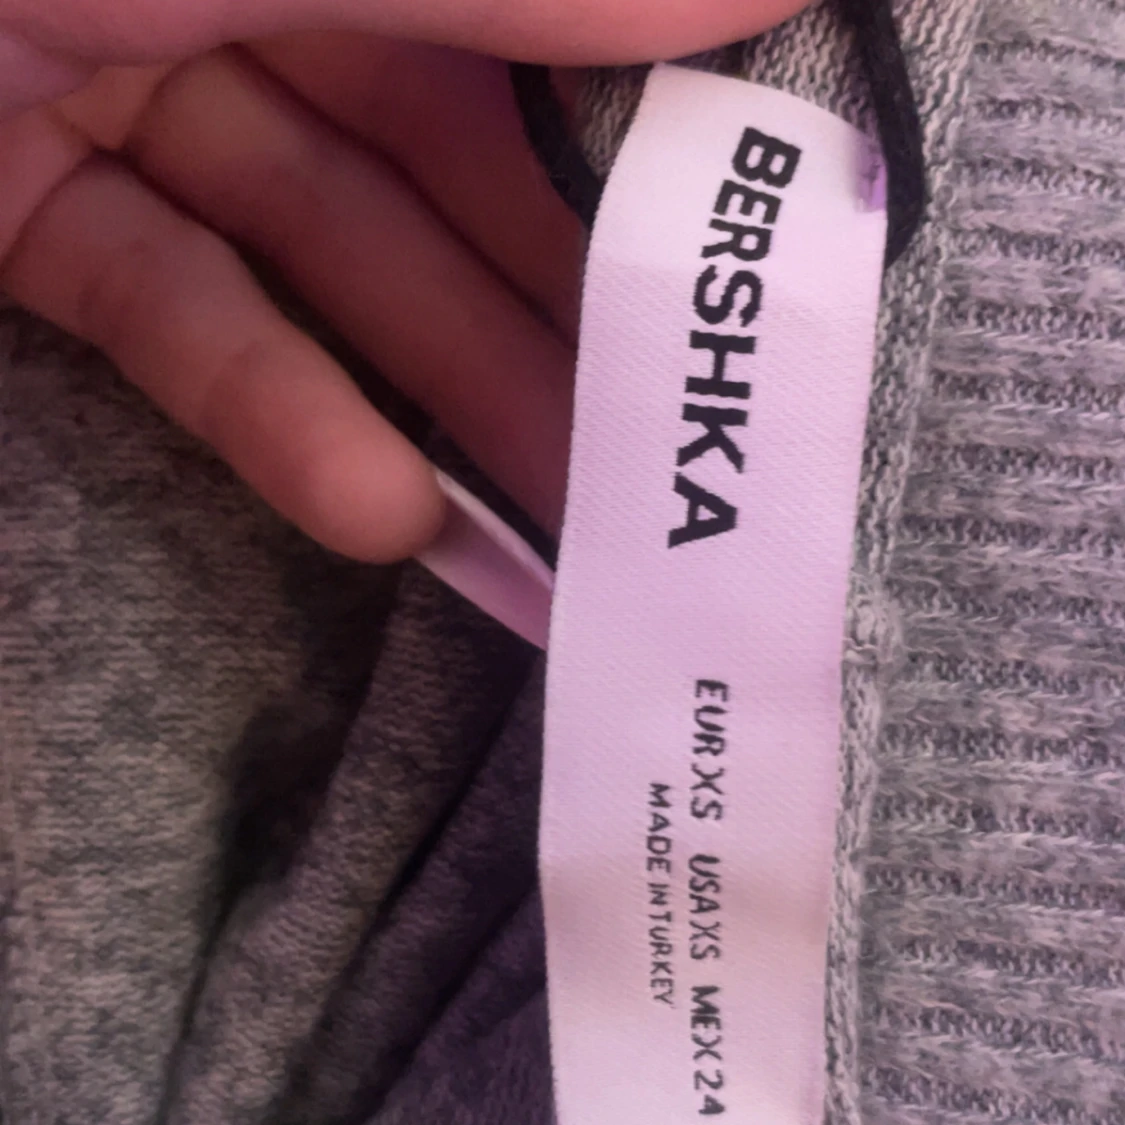 BERSHKA
EUR XS USA XS MEX 24
MADE IN TURKEY